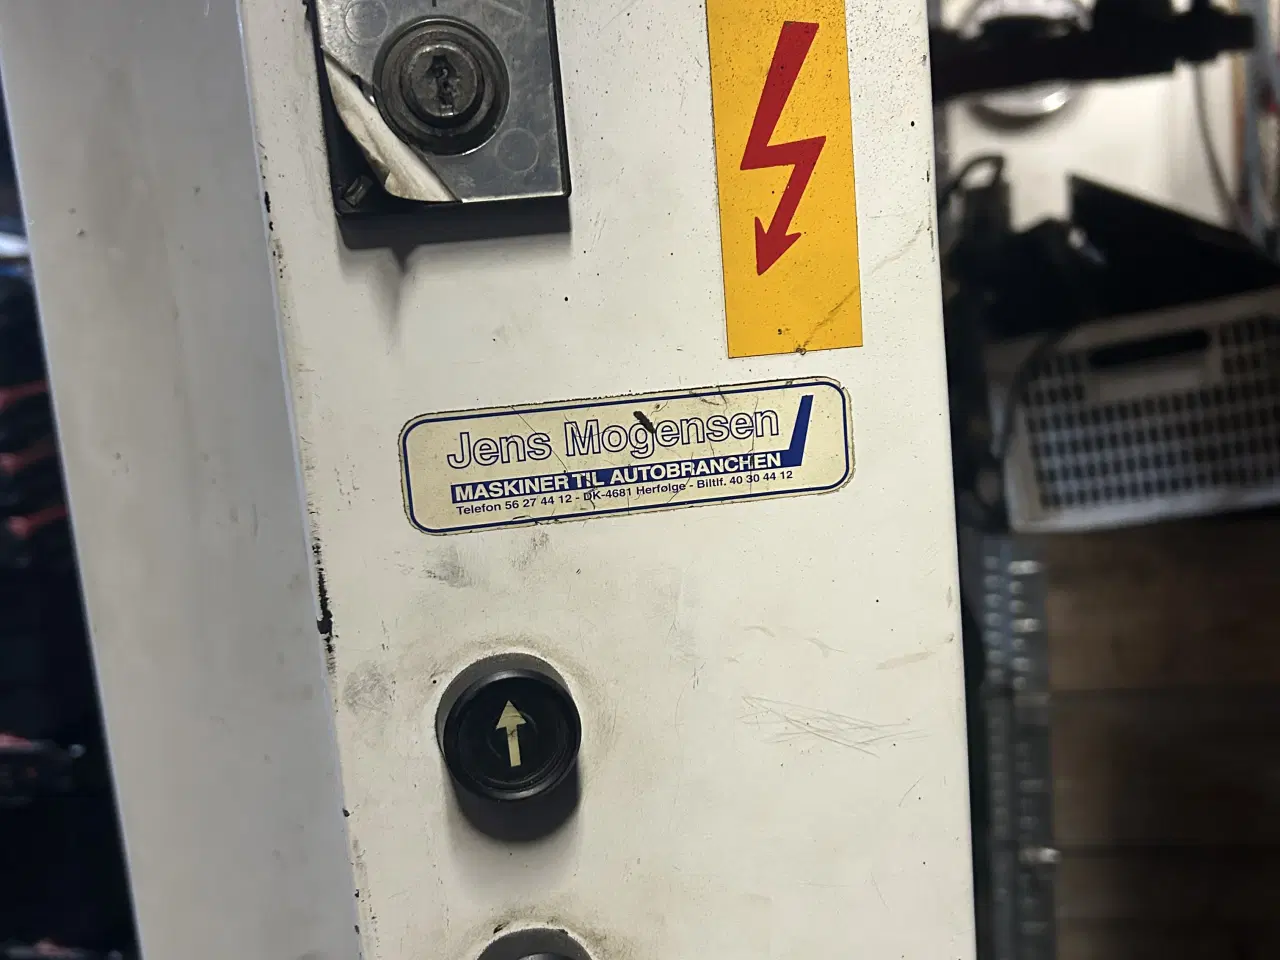 Jens Mogensen
MASKINER TIL AUTOBRANCHEN
Telefon 56 27 44 12 - DK-4681 Herfølge - Biltlf. 40 30 44 12